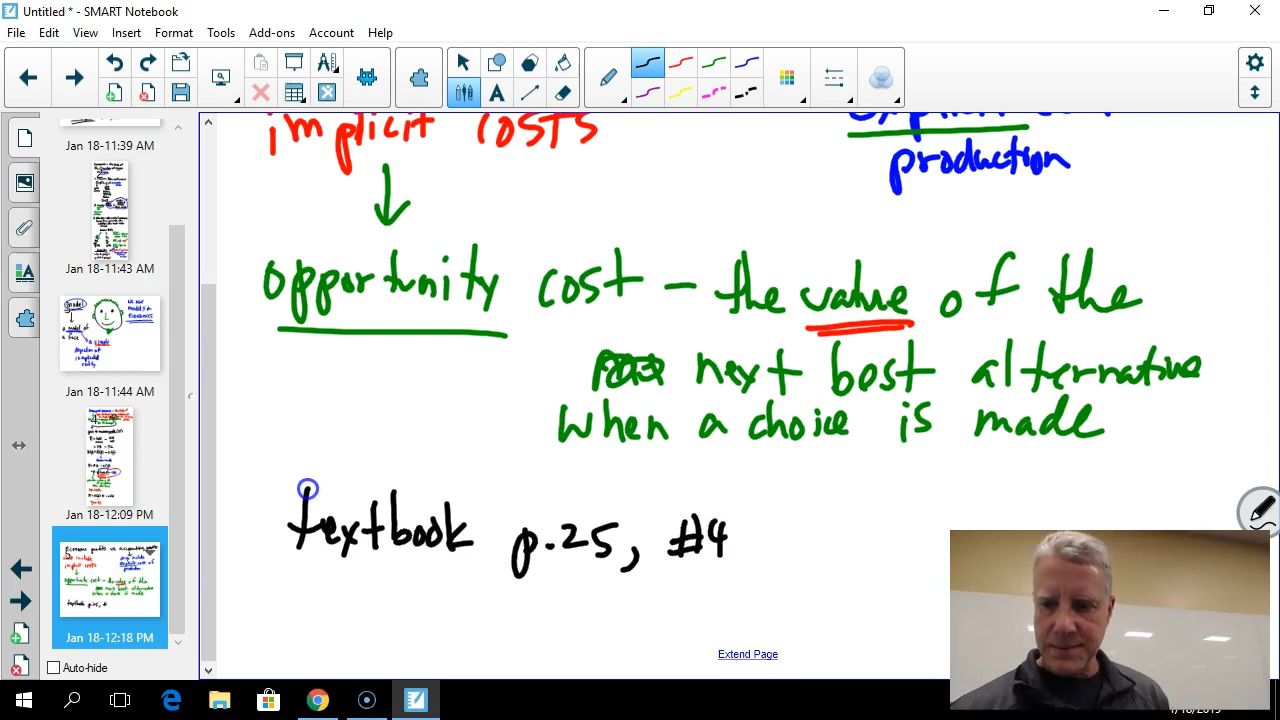 Untitled * - SMART Notebook
File Edit View Insert Format Tools Add-ons Account Help
Jan 18-11:39 AM
Jan 18-11:43 AM
Jan 18-11:44 AM
Jan 18-12:09 PM
Jan 18-12:18 PM
Auto-hide
implicit costs
production
opportunity cost - the value of the
next best alternative
when a choice is made
textbook p.25, #4
Extend Page